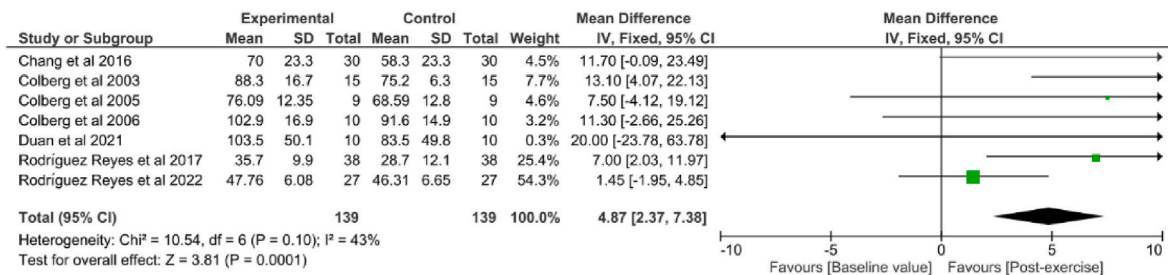 Experimental Control Mean Difference Mean Difference
Study or Subgroup Mean SD Total Mean SD Total Weight IV, Fixed, 95% CI IV, Fixed, 95% CI
Chang et al 2016 70 23.3 30 58.3 23.3 30 4.5% 11.70 [-0.09, 23.49]
Colberg et al 2003 88.3 16.7 15 75.2 6.3 15 7.7% 13.10 [4.07, 22.13]
Colberg et al 2005 76.09 12.35 9 68.59 12.8 9 4.6% 7.50 [-4.12, 19.12]
Colberg et al 2006 102.9 16.9 10 91.6 14.9 10 3.2% 11.30 [-2.66, 25.26]
Duan et al 2021 103.5 50.1 10 83.5 49.8 10 0.3% 20.00 [-23.78, 63.78]
Rodríguez Reyes et al 2017 35.7 9.9 38 28.7 12.1 38 25.4% 7.00 [2.03, 11.97]
Rodríguez Reyes et al 2022 47.76 6.08 27 46.31 6.65 27 54.3% 1.45 [-1.95, 4.85]
Total (95% CI) 139 139 100.0% 4.87 [2.37, 7.38]
Heterogeneity: Chi² = 10.54, df = 6 (P = 0.10); I² = 43%
Test for overall effect: Z = 3.81 (P = 0.0001)
-10 -5 0 5 10
Favours [Baseline value] Favours [Post-exercise]